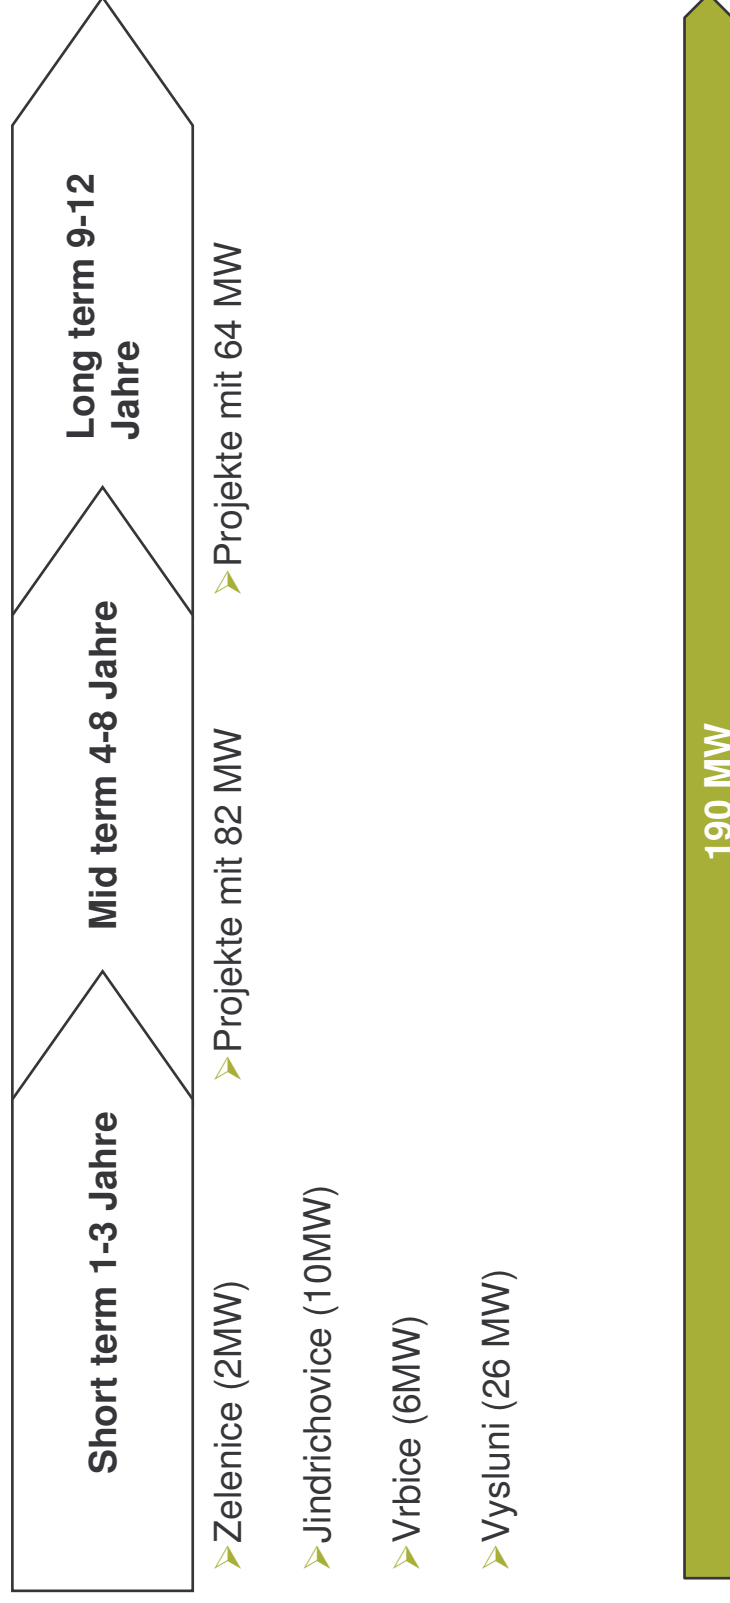 Short term 1-3 Jahre
Mid term 4-8 Jahre
Long term 9-12
Jahre
Zelenice (2MW)
Jindrichovice (10MW)
Vrbice (6MW)
Vysluni (26 MW)
Projekte mit 82 MW
Projekte mit 64 MW
190 MW